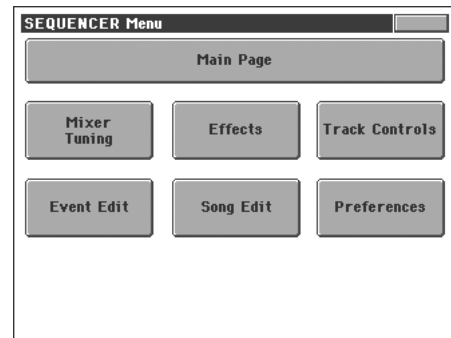 SEQUENCER Menu
Main Page
Mixer
Tuning
Effects
Track Controls
Event Edit
Song Edit
Preferences